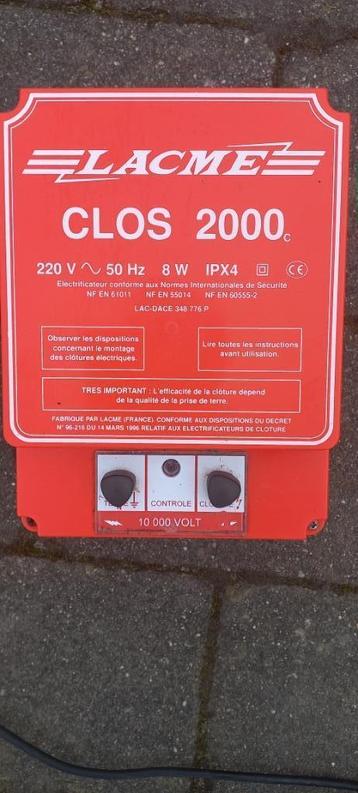 LACME
CLOS 2000 C
220 V 50 Hz 8 W IPX4 CE
Electrificateur conforme aux Normes Internationales de Sécurité
NF EN 61011 NF EN 55014 NF EN 60555-2
LAC-DACE 348 776 P
Observer les dispositions
concernant le montage
des clôtures électriques.
Lire toutes les instructions
avant utilisation.
TRES IMPORTANT : L'efficacité de la clôture dépend
de la qualité de la prise de terre.
FABRIQUE PAR LACME (FRANCE) CONFORME AUX DISPOSITIONS DU DECRET
N° 96-216 DU 14 MARS 1996 RELATIF AUX ELECTRIFICATEURS DE CLOTURE
CONTROLE
10 000 VOLT